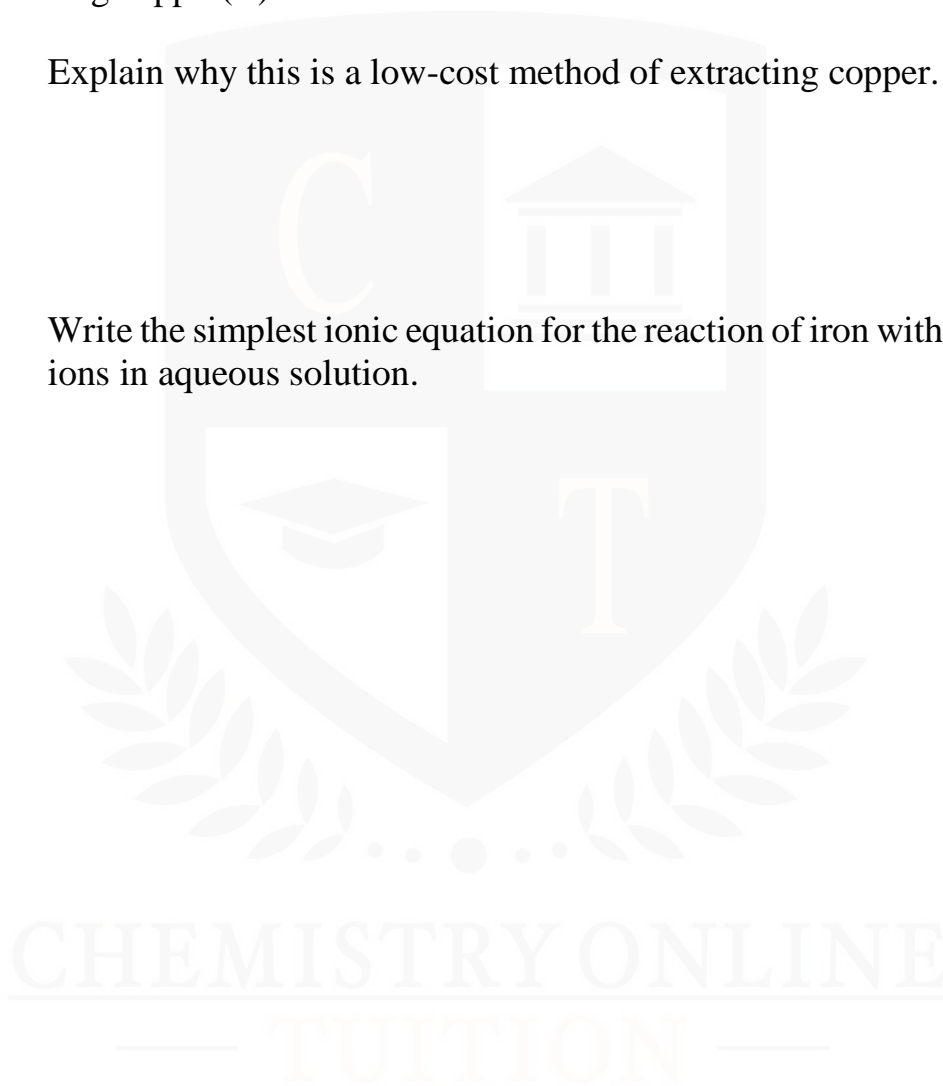 Explain why this is a low-cost method of extracting copper.
C
Write the simplest ionic equation for the reaction of iron with
ions in aqueous solution.
T
CHEMISTRY ONLINE
— TUITION —